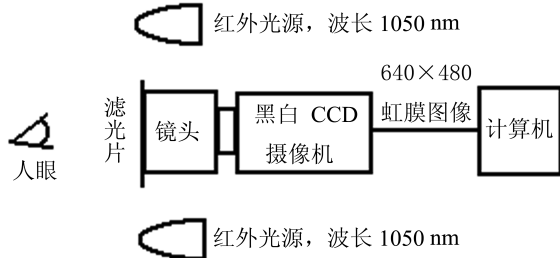 红外光源，波长 1050 nm
640×480
滤光片
镜头
黑白 CCD
摄像机
虹膜图像
计算机
人眼
红外光源，波长 1050 nm